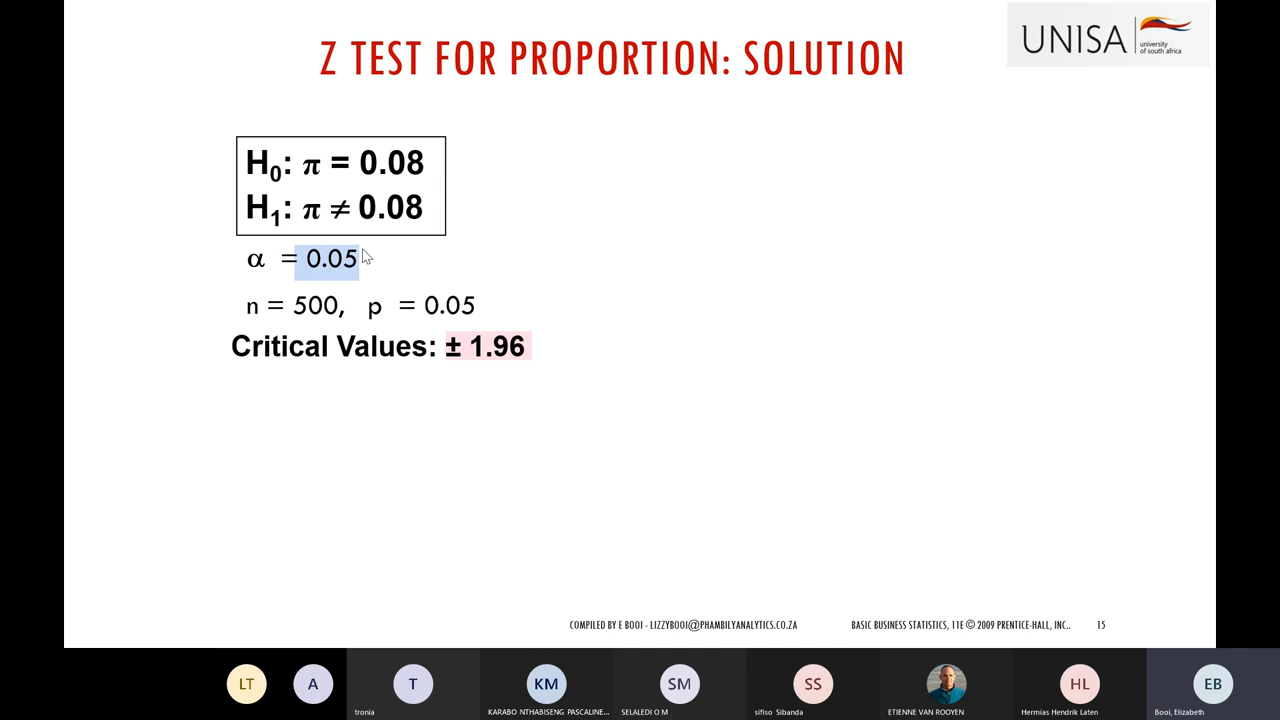 Z TEST FOR PROPORTION: SOLUTION
UNISA
university
of south africa
H0: π = 0.08
H1: π ≠ 0.08
α = 0.05
n = 500, p = 0.05
Critical Values: ± 1.96
COMPILED BY E BOOI - LIZZYBOOI@PHAMBILYANALYTICS.CO.ZA
BASIC BUSINESS STATISTICS, 11E © 2009 PRENTICE-HALL, INC..
15
LT
A
T
KM
SM
SS
HL
EB
tronia
KARABO NTHABISENG PASCALINE...
SELALEDI O M
sifiso Sibanda
ETIENNE VAN ROOYEN
Hermias Hendrik Laten
Booi, Elizabeth